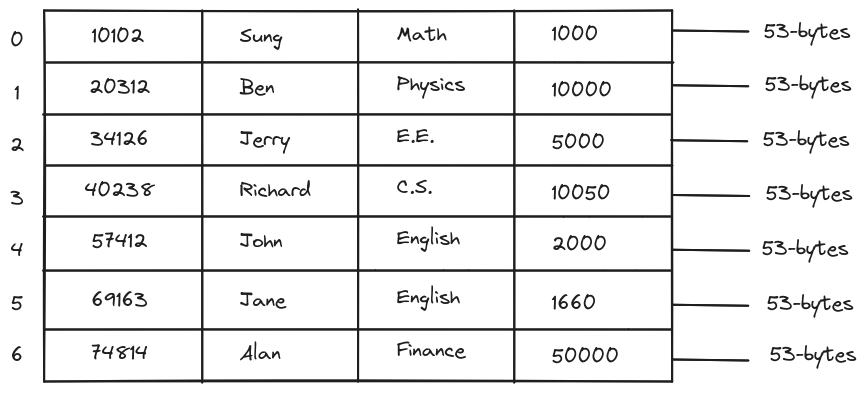 0 10102 Sung Math 1000 53-bytes
1 20312 Ben Physics 10000 53-bytes
2 34126 Jerry E.E. 5000 53-bytes
3 40238 Richard C.S. 10050 53-bytes
4 57412 John English 2000 53-bytes
5 69163 Jane English 1660 53-bytes
6 74814 Alan Finance 50000 53-bytes